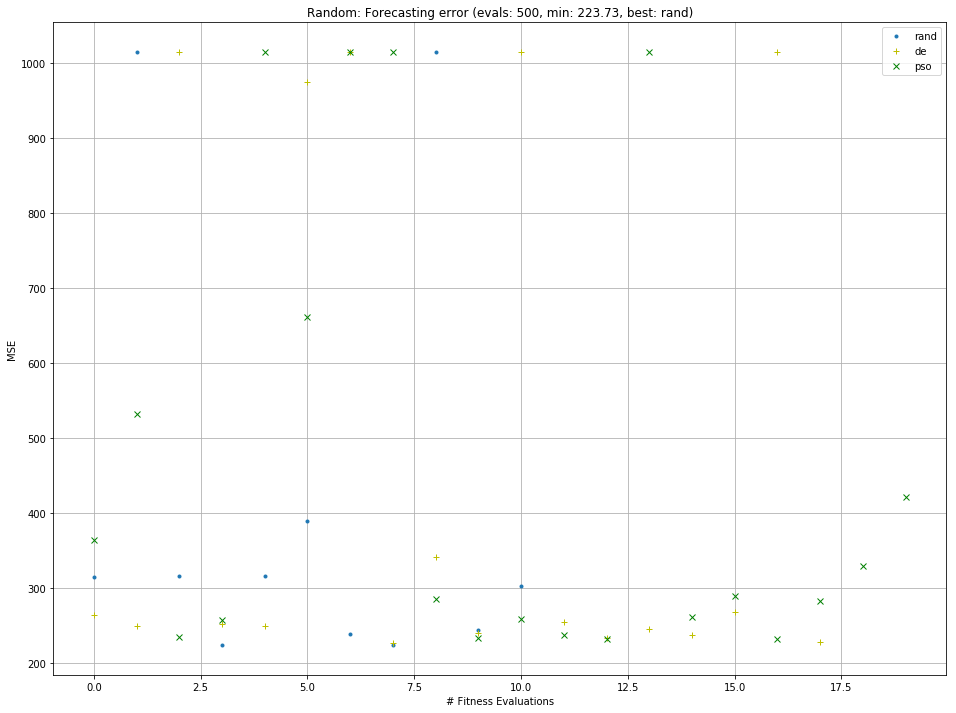 Random: Forecasting error (evals: 500, min: 223.73, best: rand)
rand
de
pso
1000
900
800
700
600
500
400
300
200
MSE
0.0 2.5 5.0 7.5 10.0 12.5 15.0 17.5
# Fitness Evaluations